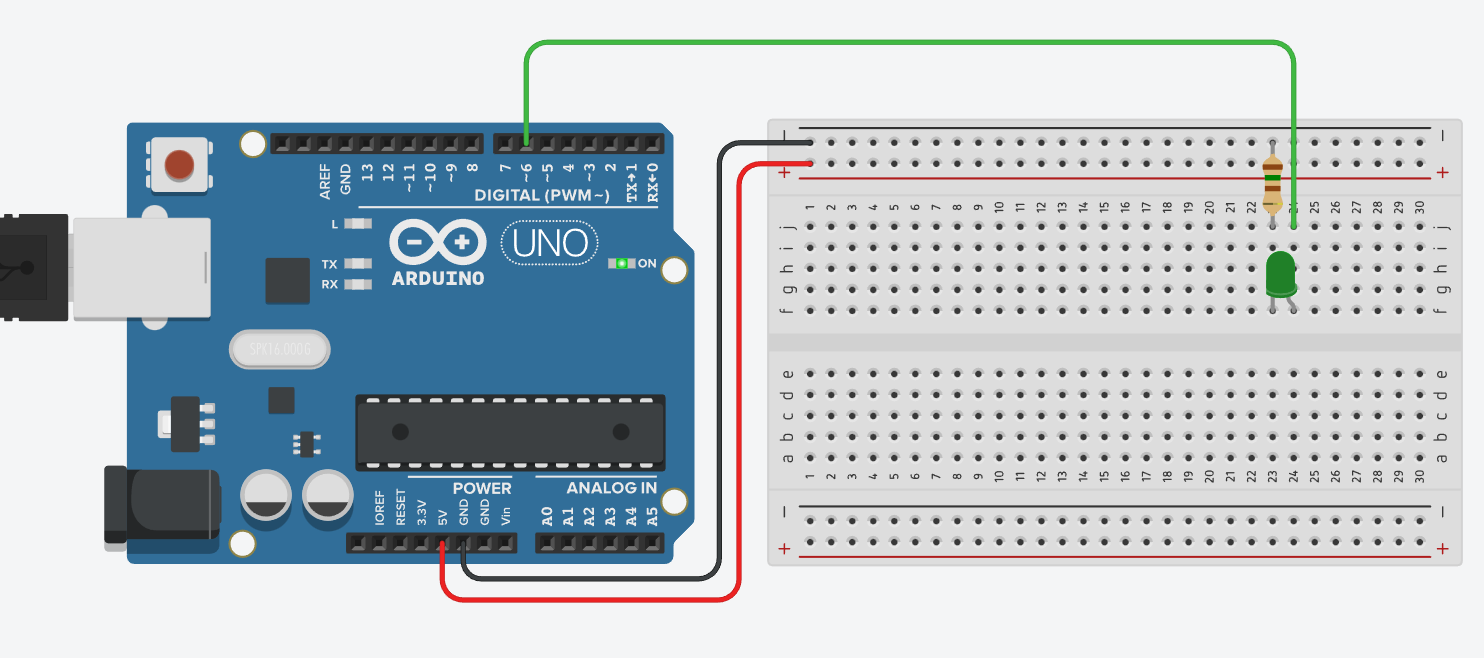 AREF GND 13 12 ~11 ~10 ~9 8 7 ~6 ~5 4 ~3 2 TX→1 RX←0
DIGITAL (PWM~)
L
TX
RX
ARDUINO
UNO
ON
SPK16.000G
POWER
ANALOG IN
IOREF RESET 3.3V 5V GND GND Vin A0 A1 A2 A3 A4 A5
− −
+ +
1 2 3 4 5 6 7 8 9 10 11 12 13 14 15 16 17 18 19 20 21 22 23 24 25 26 27 28 29 30
j j
i i
h h
g g
f f
e e
d d
c c
b b
a a
1 2 3 4 5 6 7 8 9 10 11 12 13 14 15 16 17 18 19 20 21 22 23 24 25 26 27 28 29 30
− −
+ +